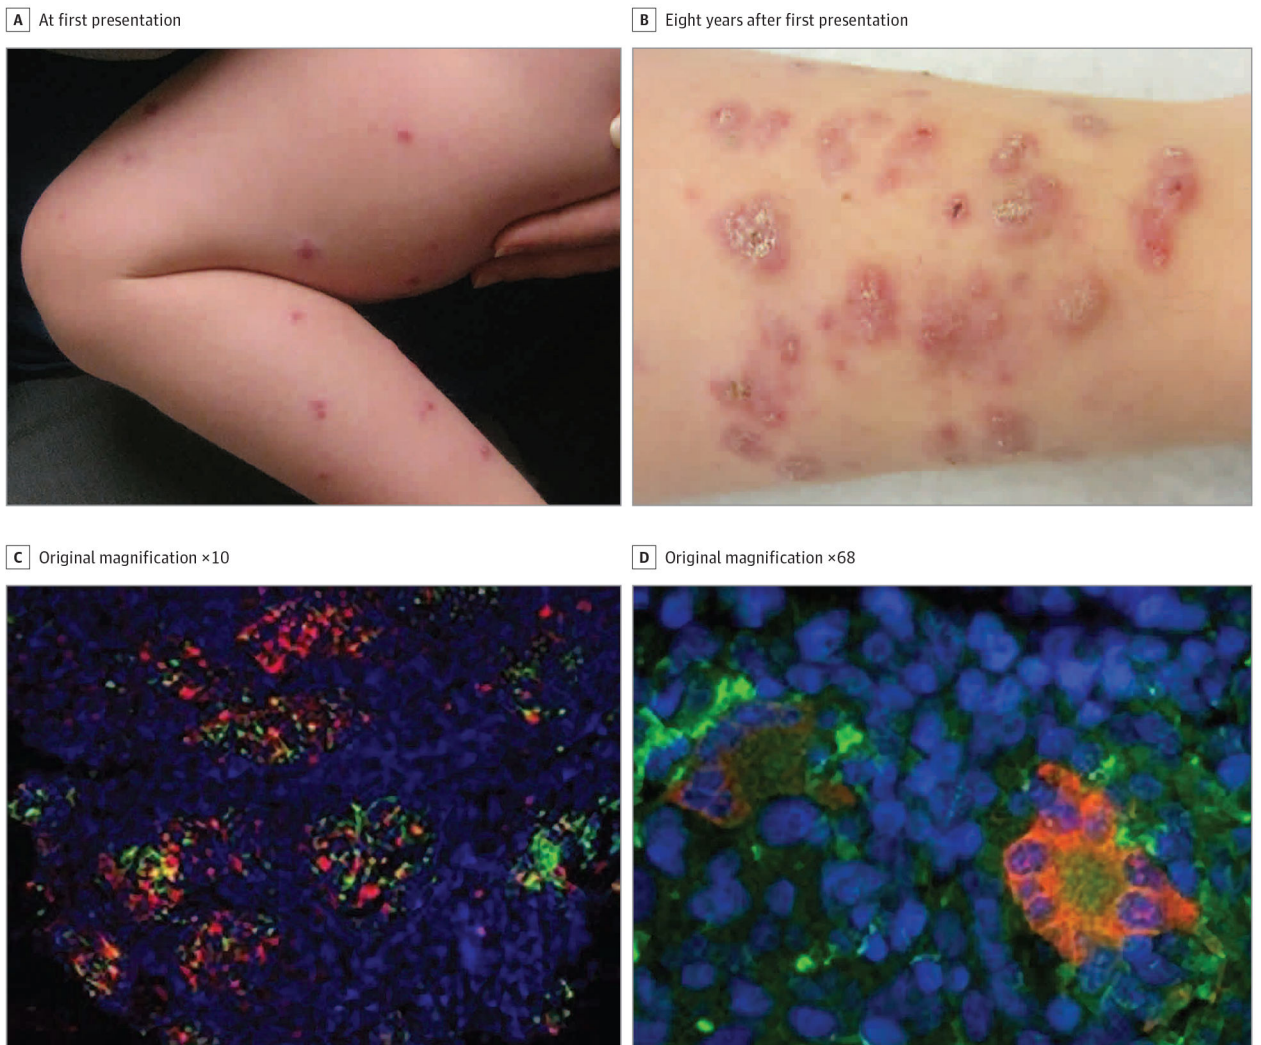 A At first presentation
B Eight years after first presentation
C Original magnification ×10
D Original magnification ×68